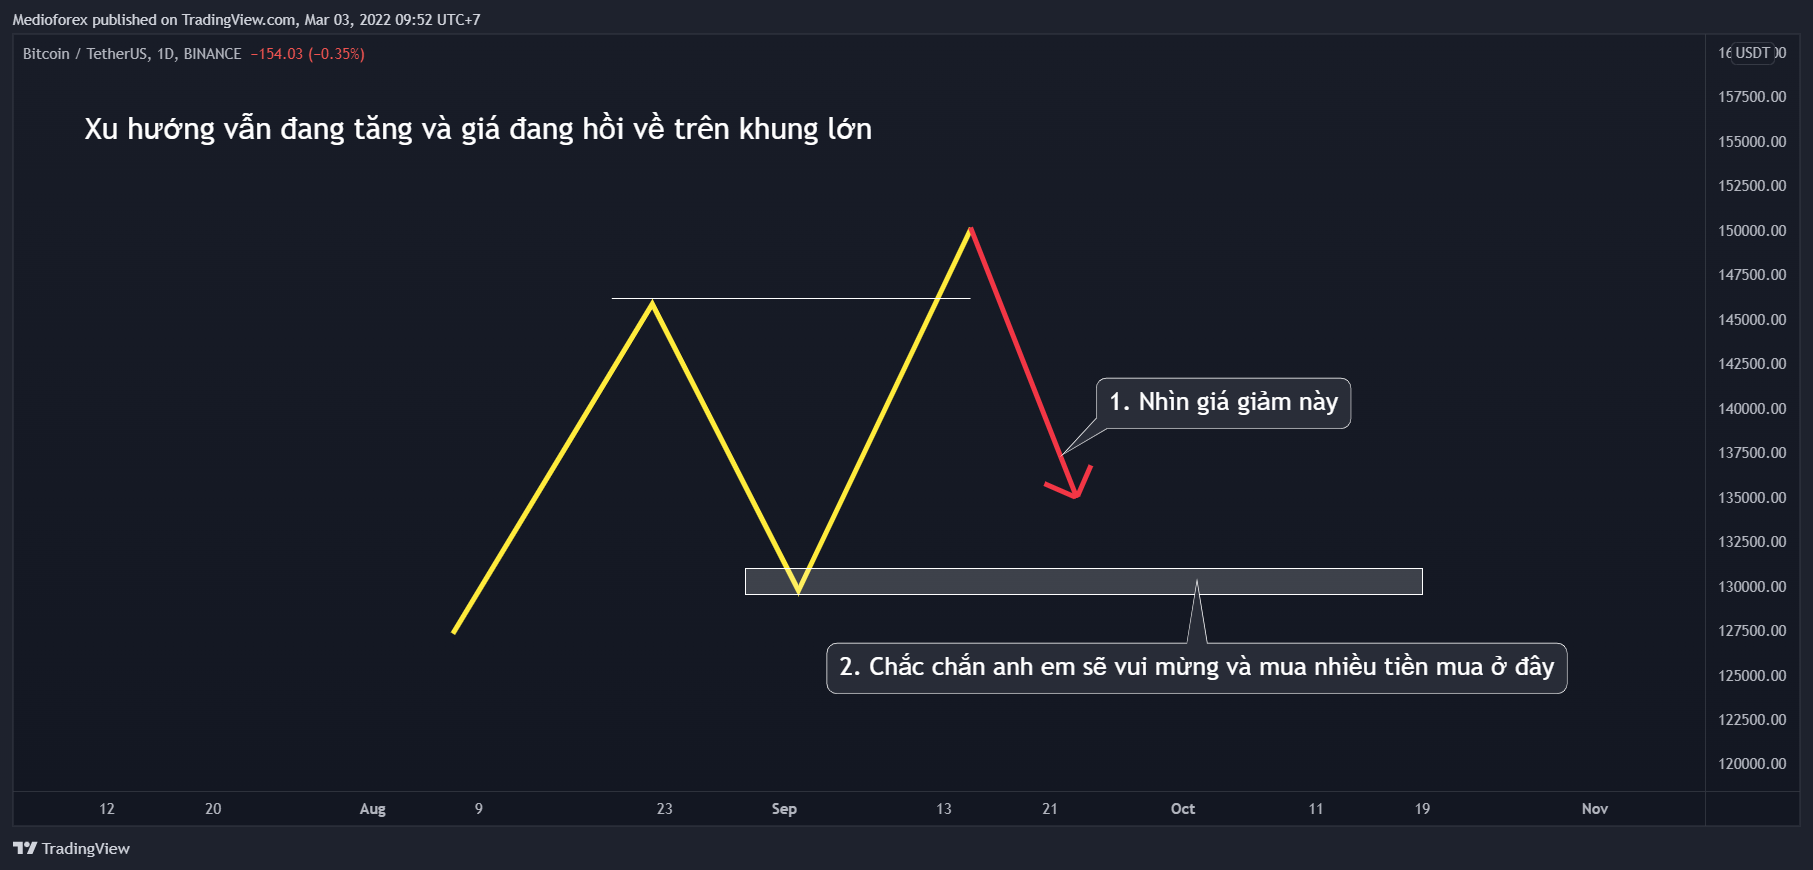 Medioforex published on TradingView.com, Mar 03, 2022 09:52 UTC+7
Bitcoin / TetherUS, 1D, BINANCE −154.03 (−0.35%)
USDT
Xu hướng vẫn đang tăng và giá đang hồi về trên khung lớn
157500.00
155000.00
152500.00
150000.00
147500.00
145000.00
142500.00
140000.00
137500.00
135000.00
132500.00
130000.00
127500.00
125000.00
122500.00
120000.00
1. Nhìn giá giảm này
2. Chắc chắn anh em sẽ vui mừng và mua nhiều tiền mua ở đây
12 20 Aug 9 23 Sep 13 21 Oct 11 19 Nov
TradingView